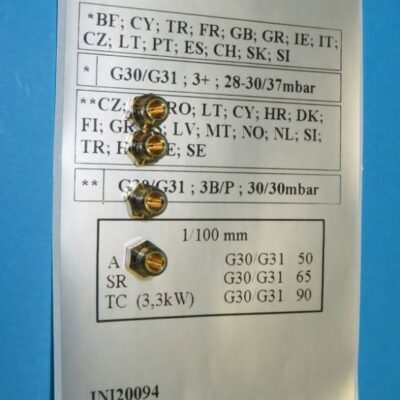 *BE; CY; TR; FR; GB; GR; IE; IT;
CZ; LT; PT; ES; CH; SK; SI
* G30/G31 ; 3+ ; 28-30/37mbar
**CZ; RO; LT; CY; HR; DK;
FI; GR; LV; MT; NO; NL; SI;
TR; SE
** G30/G31 ; 3B/P ; 30/30mbar
1/100 mm
A G30/G31 50
SR G30/G31 65
TC (3,3kW) G30/G31 90
INJ20094